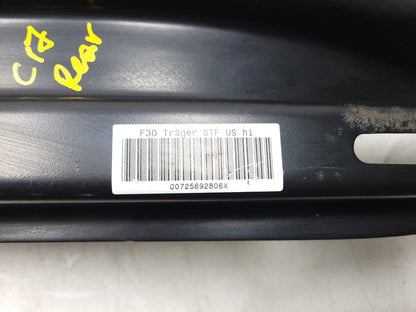 C17
Rear
F30 Träger STF US hi
00725692806X